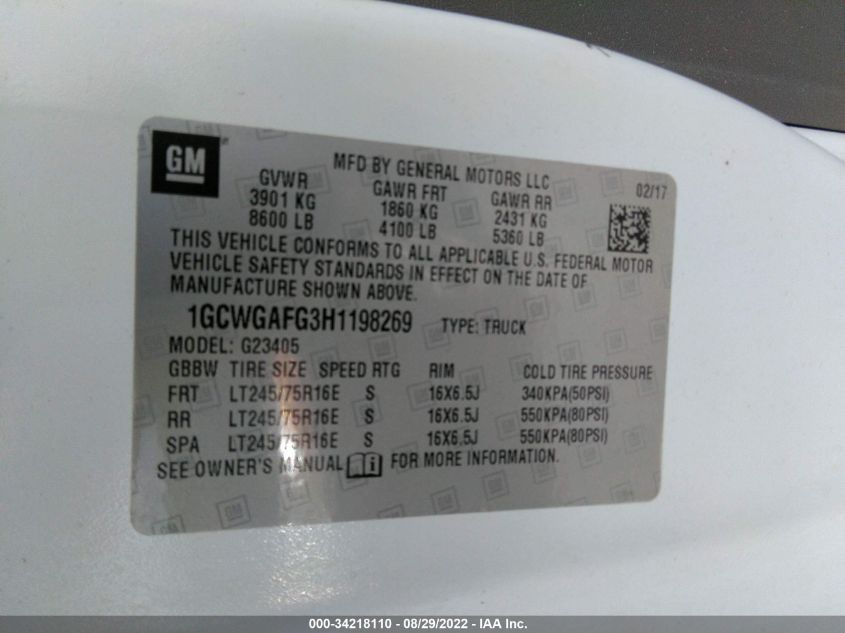 GM
MFD BY GENERAL MOTORS LLC
02/17
GVWR GAWR FRT GAWR RR
3901 KG 1860 KG 2431 KG
8600 LB 4100 LB 5360 LB
THIS VEHICLE CONFORMS TO ALL APPLICABLE U.S. FEDERAL MOTOR
VEHICLE SAFETY STANDARDS IN EFFECT ON THE DATE OF
MANUFACTURE SHOWN ABOVE.
1GCWGAFG3H1198269 TYPE: TRUCK
MODEL: G23405
GBBW TIRE SIZE SPEED RTG RIM COLD TIRE PRESSURE
FRT LT245/75R16E S 16X6.5J 340KPA(50PSI)
RR LT245/75R16E S 16X6.5J 550KPA(80PSI)
SPA LT245/75R16E S 16X6.5J 550KPA(80PSI)
SEE OWNER'S MANUAL FOR MORE INFORMATION.
000-34218110 - 08/29/2022 - IAA Inc.